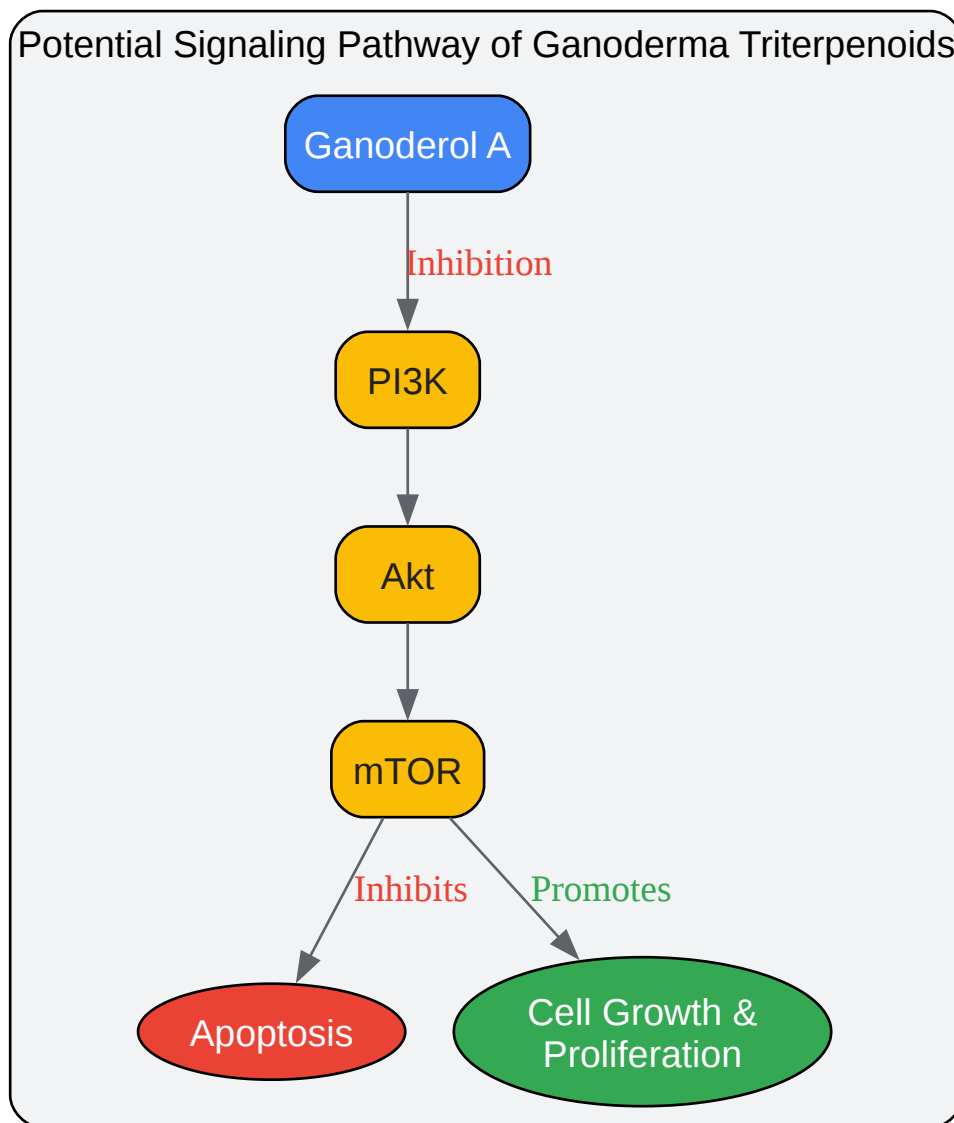 Potential Signaling Pathway of Ganoderma Triterpenoids
Ganoderol A
Inhibition
PI3K
Akt
mTOR
Inhibits
Promotes
Apoptosis
Cell Growth &
Proliferation